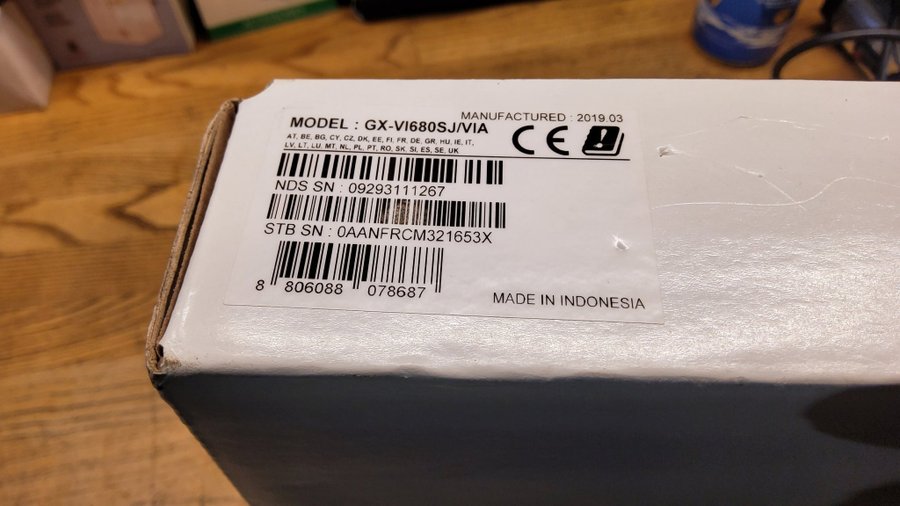 MANUFACTURED : 2019.03
MODEL : GX-VI680SJ/VIA
AT, BE, BG, CY, CZ, DK, EE, FI, FR, DE, GR, HU, IE, IT,
LV, LT, LU, MT, NL, PL, PT, RO, SK, SI, ES, SE, UK
CE
NDS SN : 09293111267
STB SN : 0AANFRCM321653X
8 806088 078687
MADE IN INDONESIA